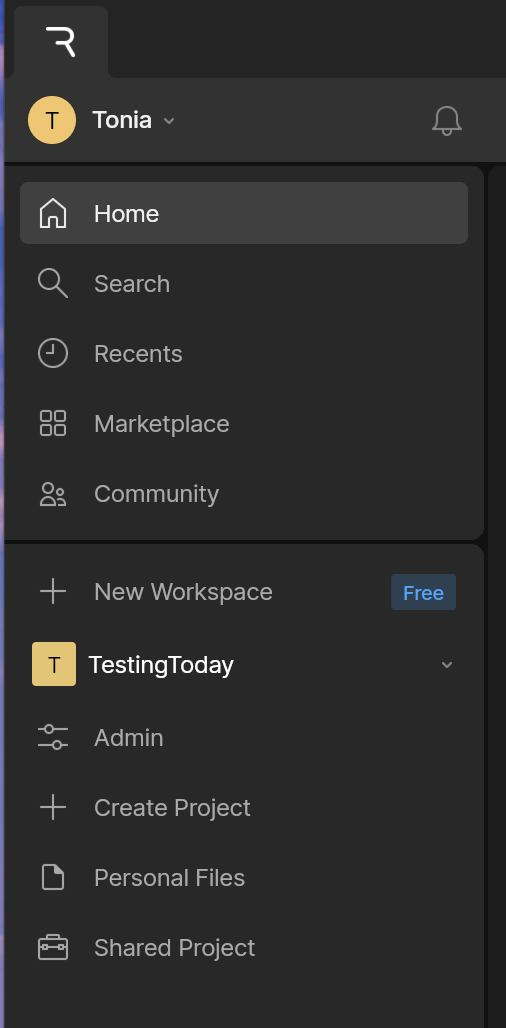 T Tonia
Home
Search
Recents
Marketplace
Community
New Workspace Free
T TestingToday
Admin
Create Project
Personal Files
Shared Project